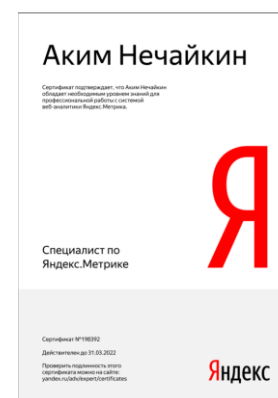 Аким Нечайкин
Сертификат подтверждает, что Аким Нечайкин
обладает необходимым уровнем знаний для
профессиональной работы с системой
веб-аналитики Яндекс.Метрика.
Я
Специалист по
Яндекс.Метрике
Сертификат №198392
Действителен до 31.03.2022
Проверить подлинность этого
сертификата можно на сайте:
yandex.ru/adv/expert/certificates
Яндекс